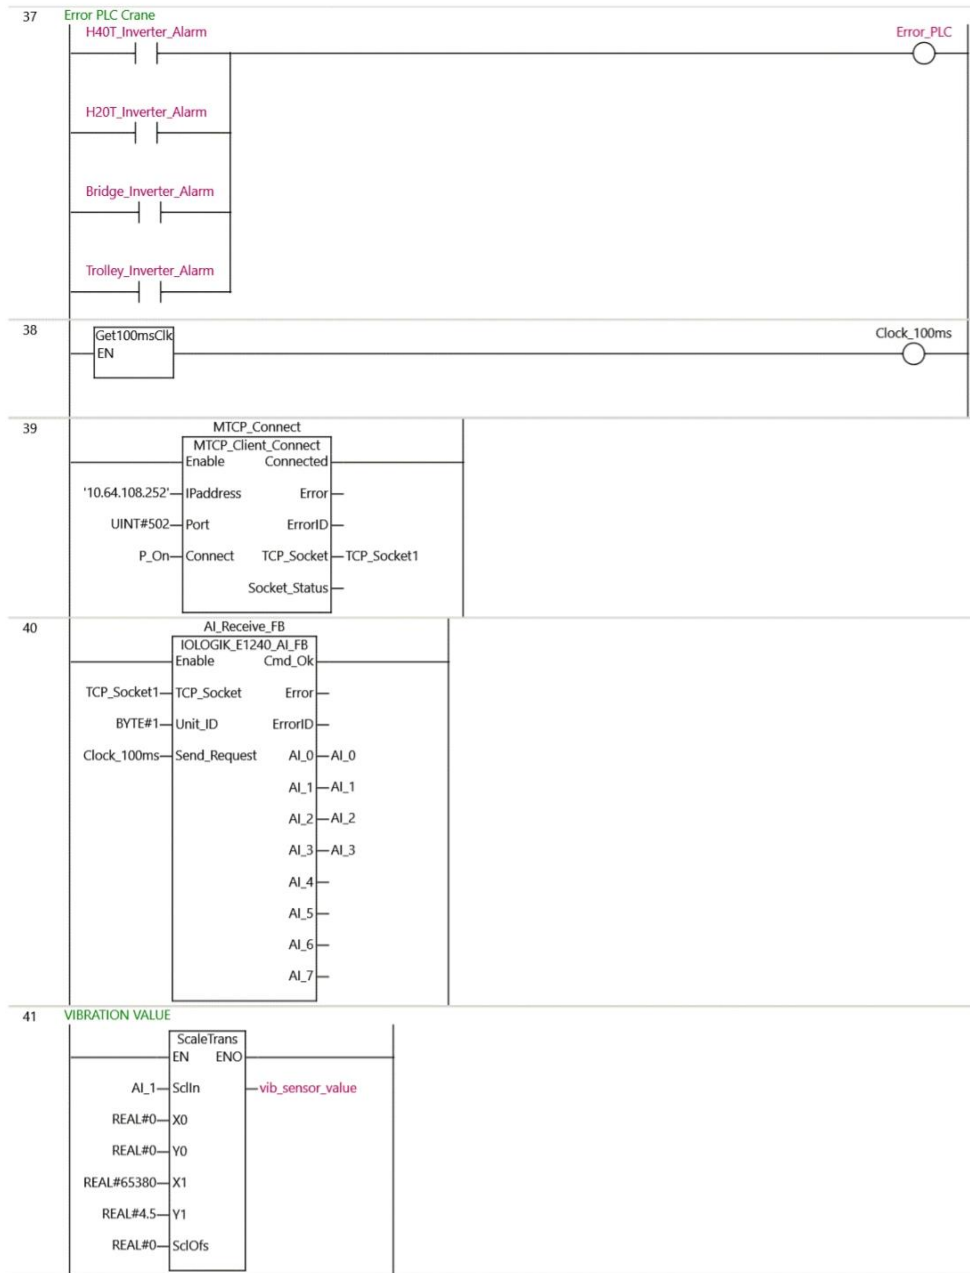 37
Error PLC Crane
H40T_Inverter_Alarm
Error_PLC
H20T_Inverter_Alarm
Bridge_Inverter_Alarm
Trolley_Inverter_Alarm
38
Get100msClk
EN
Clock_100ms
39
MTCP_Connect
MTCP_Client_Connect
Enable Connected
'10.64.108.252' IPaddress Error
UINT#502 Port ErrorID
P_On Connect TCP_Socket TCP_Socket1
Socket_Status
40
AI_Receive_FB
IOLOGIK_E1240_AI_FB
Enable Cmd_Ok
TCP_Socket1 TCP_Socket Error
BYTE#1 Unit_ID ErrorID
Clock_100ms Send_Request AI_0 AI_0
AI_1 AI_1
AI_2 AI_2
AI_3 AI_3
AI_4
AI_5
AI_6
AI_7
41
VIBRATION VALUE
ScaleTrans
EN ENO
AI_1 SclIn vib_sensor_value
REAL#0 X0
REAL#0 Y0
REAL#65380 X1
REAL#4.5 Y1
REAL#0 SclOfs